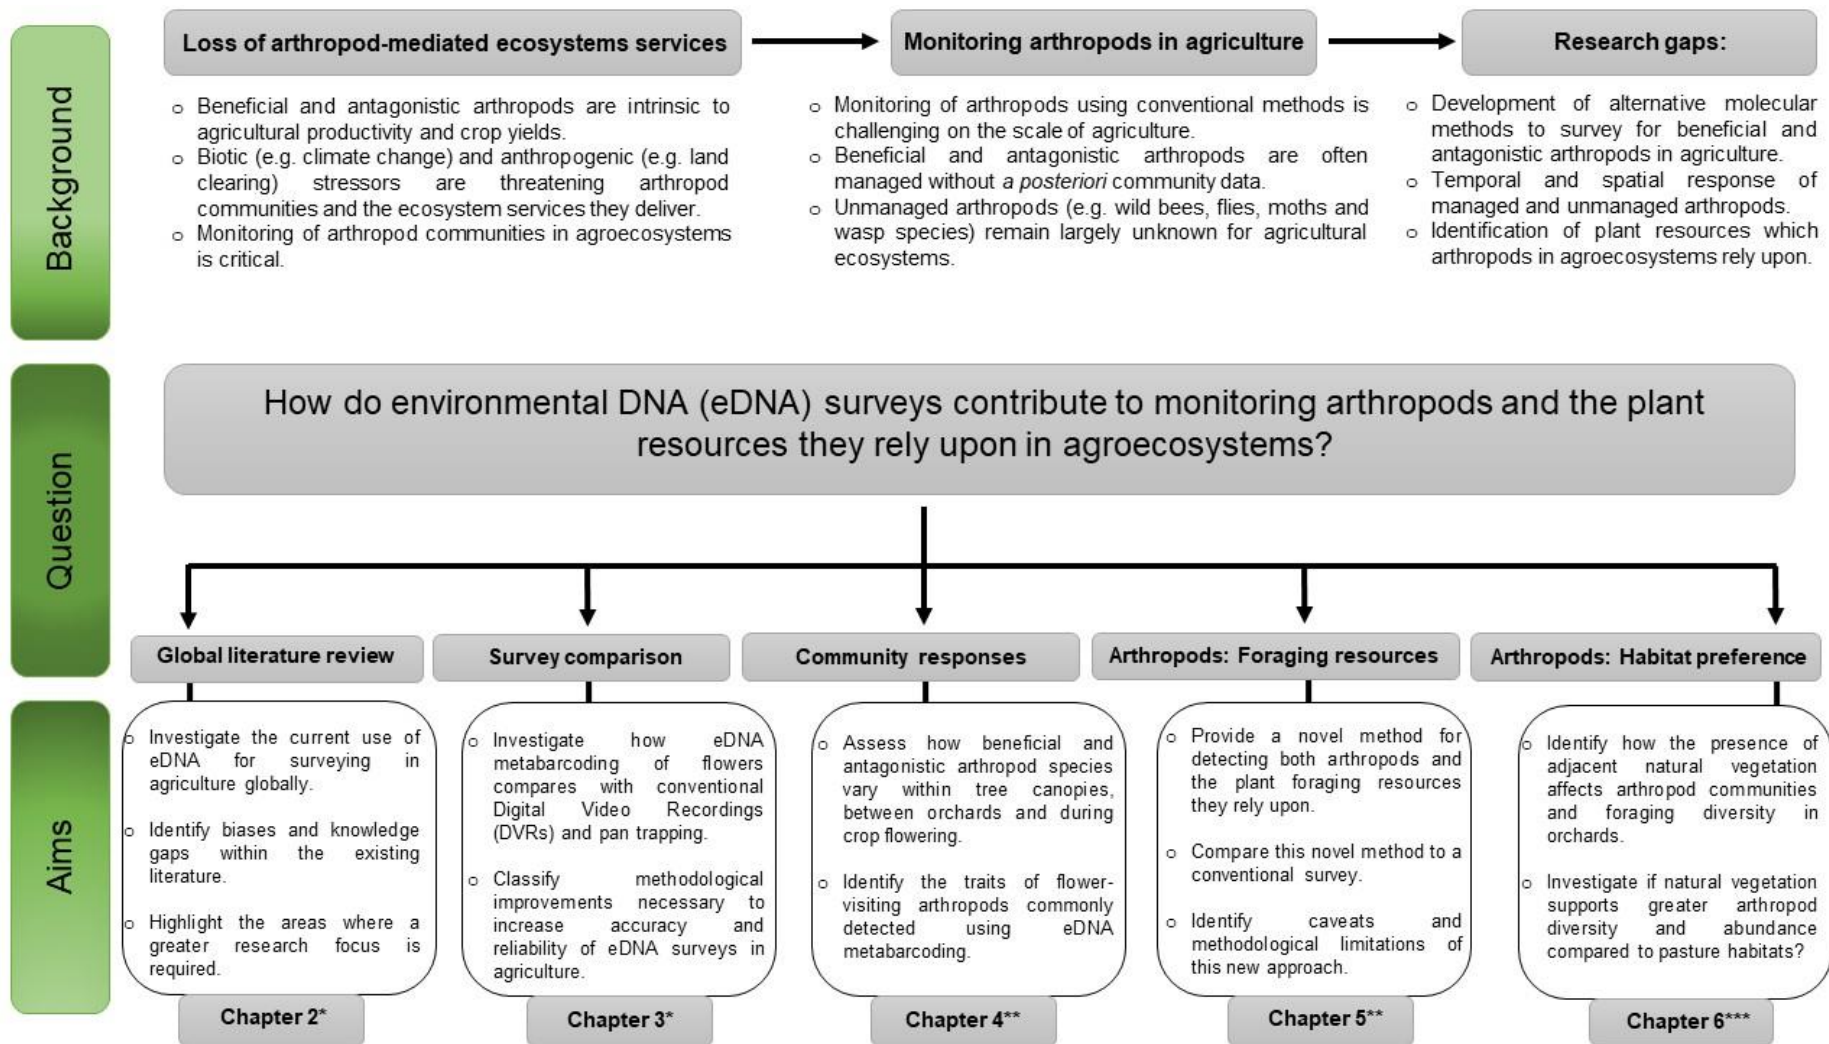 Background
Loss of arthropod-mediated ecosystems services
Monitoring arthropods in agriculture
Research gaps:
o Beneficial and antagonistic arthropods are intrinsic to
agricultural productivity and crop yields.
o Biotic (e.g. climate change) and anthropogenic (e.g. land
clearing) stressors are threatening arthropod
communities and the ecosystem services they deliver.
o Monitoring of arthropod communities in agroecosystems
is critical.
o Monitoring of arthropods using conventional methods is
challenging on the scale of agriculture.
o Beneficial and antagonistic arthropods are often
managed without a posteriori community data.
o Unmanaged arthropods (e.g. wild bees, flies, moths and
wasp species) remain largely unknown for agricultural
ecosystems.
o Development of alternative molecular
methods to survey for beneficial and
antagonistic arthropods in agriculture.
o Temporal and spatial response of
managed and unmanaged arthropods.
o Identification of plant resources which
arthropods in agroecosystems rely upon.
Question
How do environmental DNA (eDNA) surveys contribute to monitoring arthropods and the plant
resources they rely upon in agroecosystems?
Aims
Global literature review
o Investigate the current use of
eDNA for surveying in
agriculture globally.
o Identify biases and knowledge
gaps within the existing
literature.
o Highlight the areas where a
greater research focus is
required.
Chapter 2*
Survey comparison
o Investigate how eDNA
metabarcoding of flowers
compares with conventional
Digital Video Recordings
(DVRs) and pan trapping.
o Classify methodological
improvements necessary to
increase accuracy and
reliability of eDNA surveys in
agriculture.
Chapter 3*
Community responses
o Assess how beneficial and
antagonistic arthropod species
vary within tree canopies,
between orchards and during
crop flowering.
o Identify the traits of flower-
visiting arthropods commonly
detected using eDNA
metabarcoding.
Chapter 4**
Arthropods: Foraging resources
o Provide a novel method for
detecting both arthropods and
the plant foraging resources
they rely upon.
o Compare this novel method to a
conventional survey.
o Identify caveats and
methodological limitations of
this new approach.
Chapter 5**
Arthropods: Habitat preference
o Identify how the presence of
adjacent natural vegetation
affects arthropod communities
and foraging diversity in
orchards.
o Investigate if natural vegetation
supports greater arthropod
diversity and abundance
compared to pasture habitats?
Chapter 6***